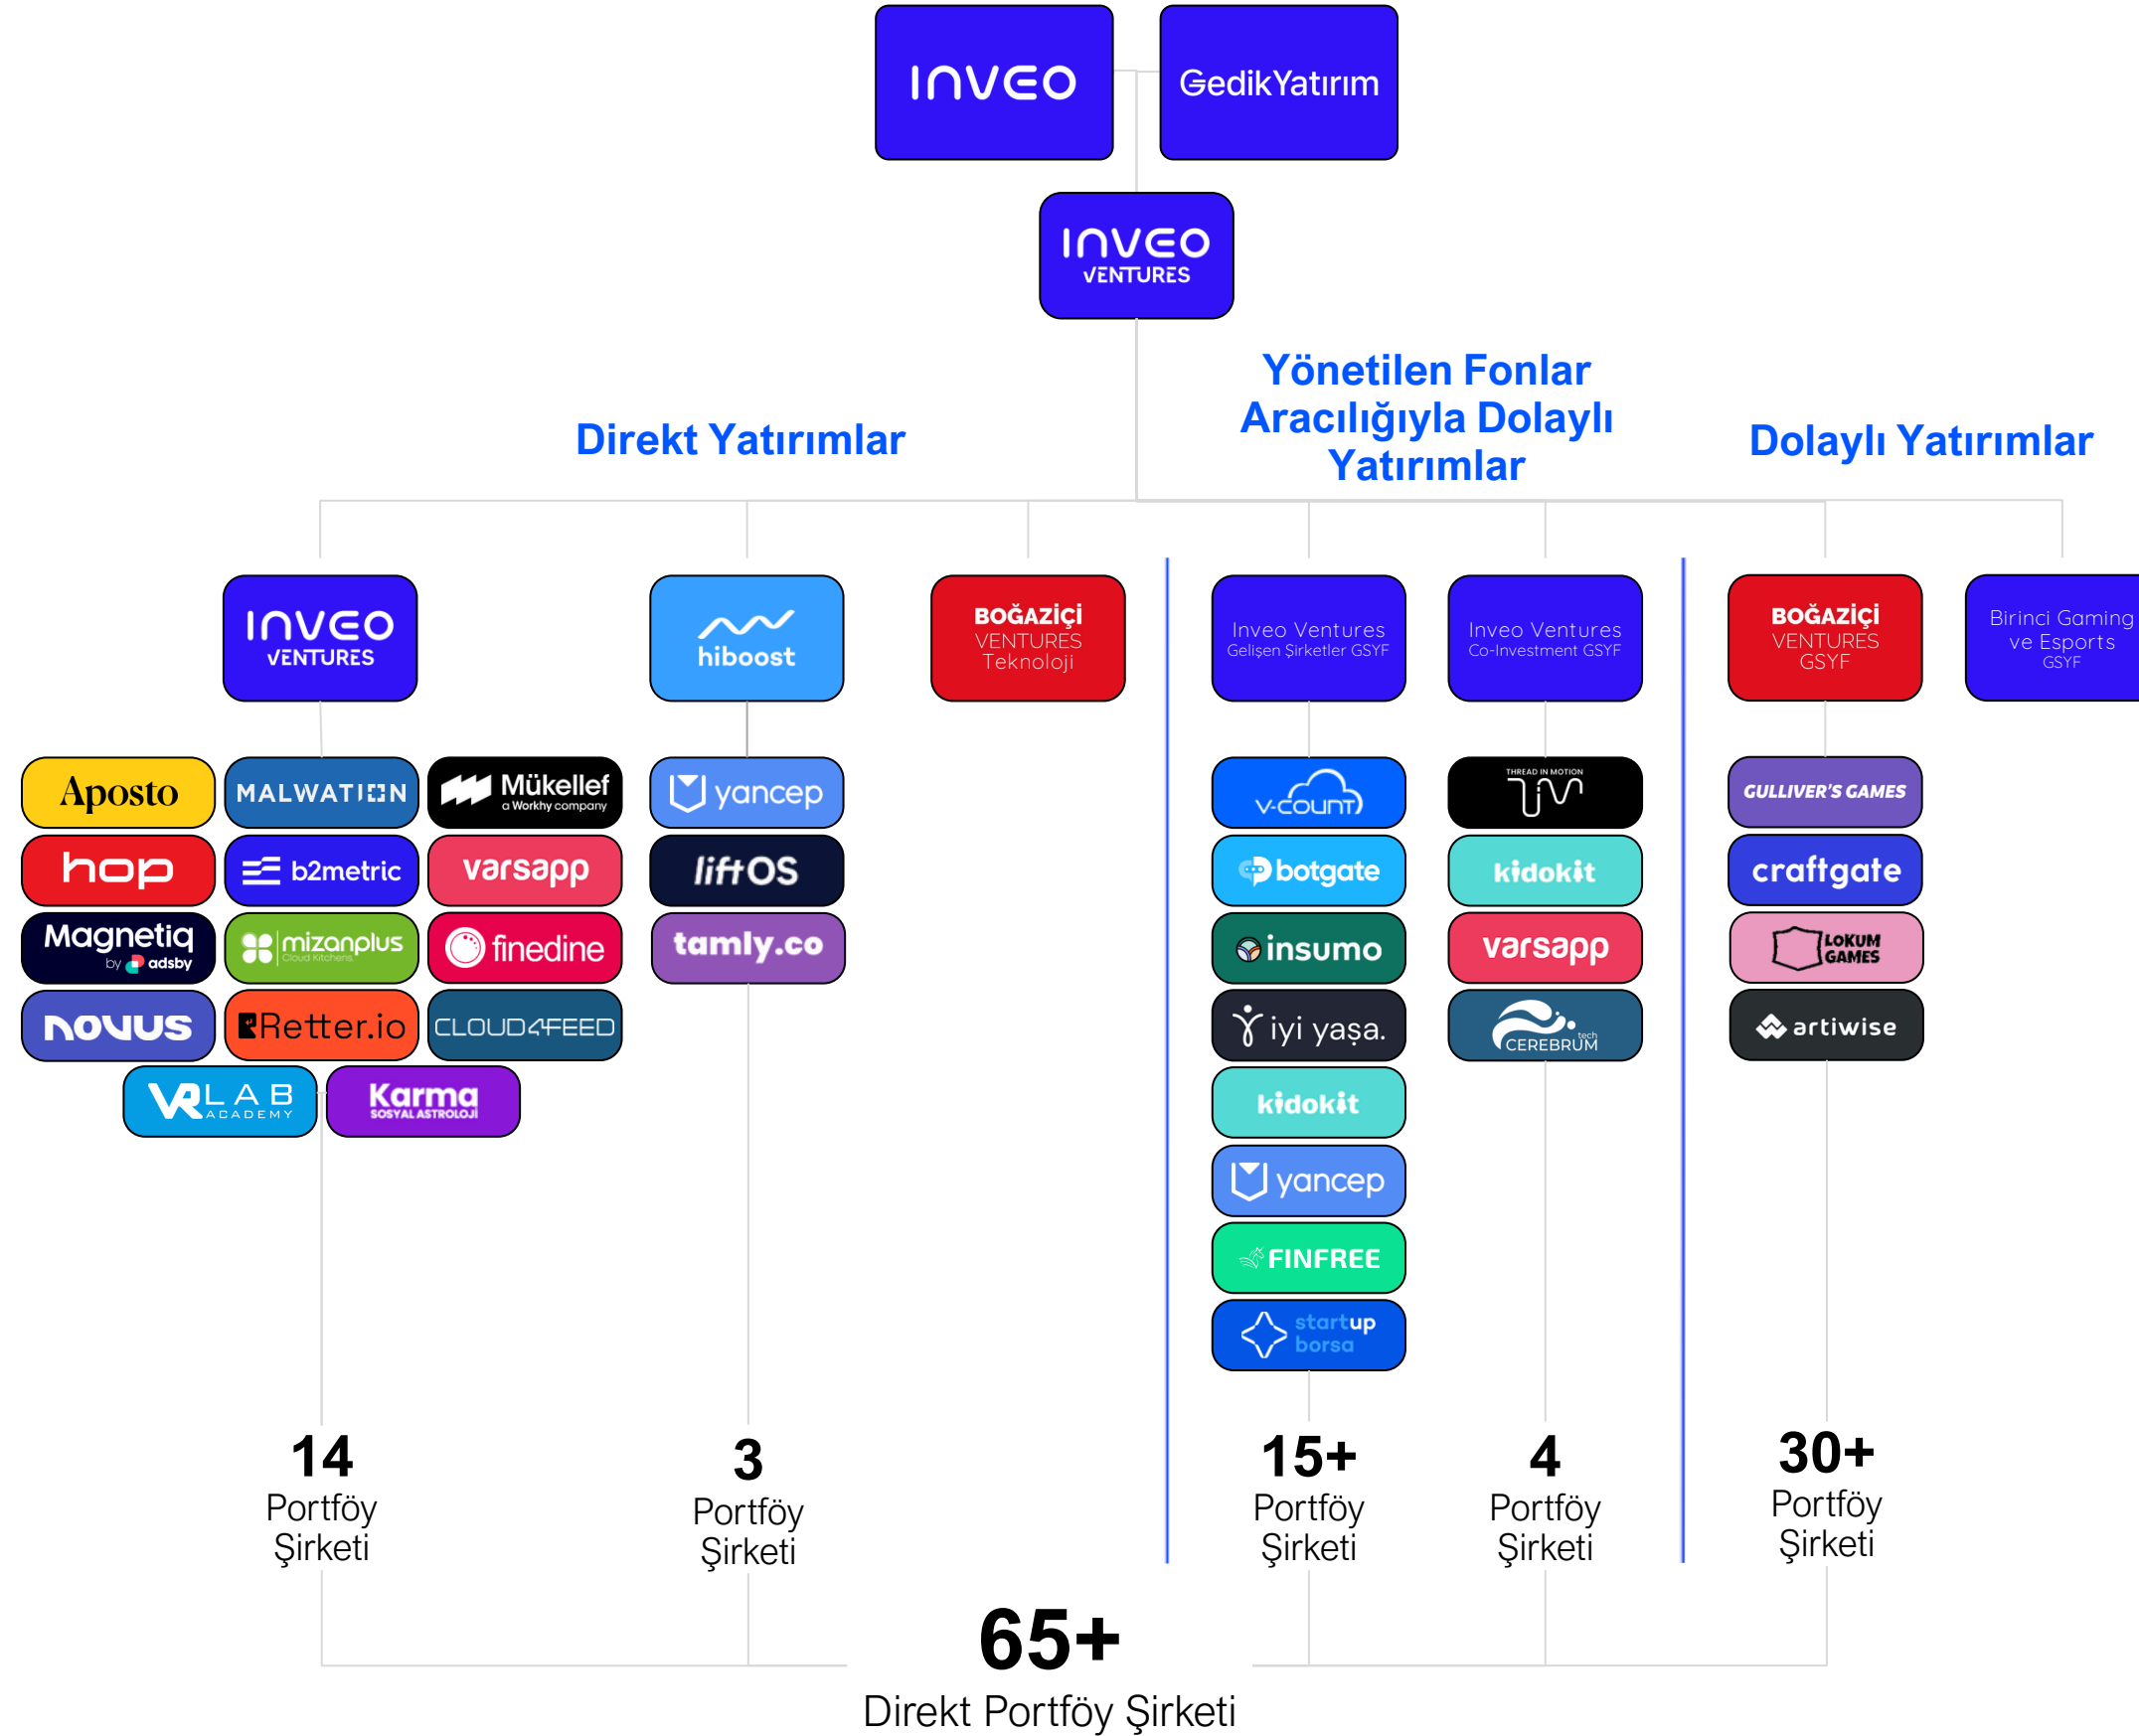 INVEO
GedikYatırım
INVEO
VENTURES
Direkt Yatırımlar
Yönetilen Fonlar
Aracılığıyla Dolaylı
Yatırımlar
Dolaylı Yatırımlar
INVEO
VENTURES
hiboost
BOĞAZİÇİ
VENTURES
Teknoloji
Inveo Ventures
Gelişen Şirketler GSYF
Inveo Ventures
Co-Investment GSYF
BOĞAZİÇİ
VENTURES
GSYF
Birinci Gaming
ve Esports
GSYF
Aposto
MALWATION
Mükellef
a Workhy company
hop
b2metric
varsapp
Magnetiq
by adsby
mizanplus
Cloud Kitchens
finedine
novus
Retter.io
CLOUD4FEED
VRLAB
ACADEMY
Karma
SOSYAL ASTROLOJİ
yancep
liftOS
tamly.co
V-COUNT
botgate
insumo
iyi yaşa.
kidokit
yancep
FINFREE
startup
borsa
THREAD IN MOTION
TIM
kidokit
varsapp
tech
CEREBRUM
GULLIVER'S GAMES
craftgate
LOKUM
GAMES
artiwise
14
Portföy
Şirketi
3
Portföy
Şirketi
15+
Portföy
Şirketi
4
Portföy
Şirketi
30+
Portföy
Şirketi
65+
Direkt Portföy Şirketi